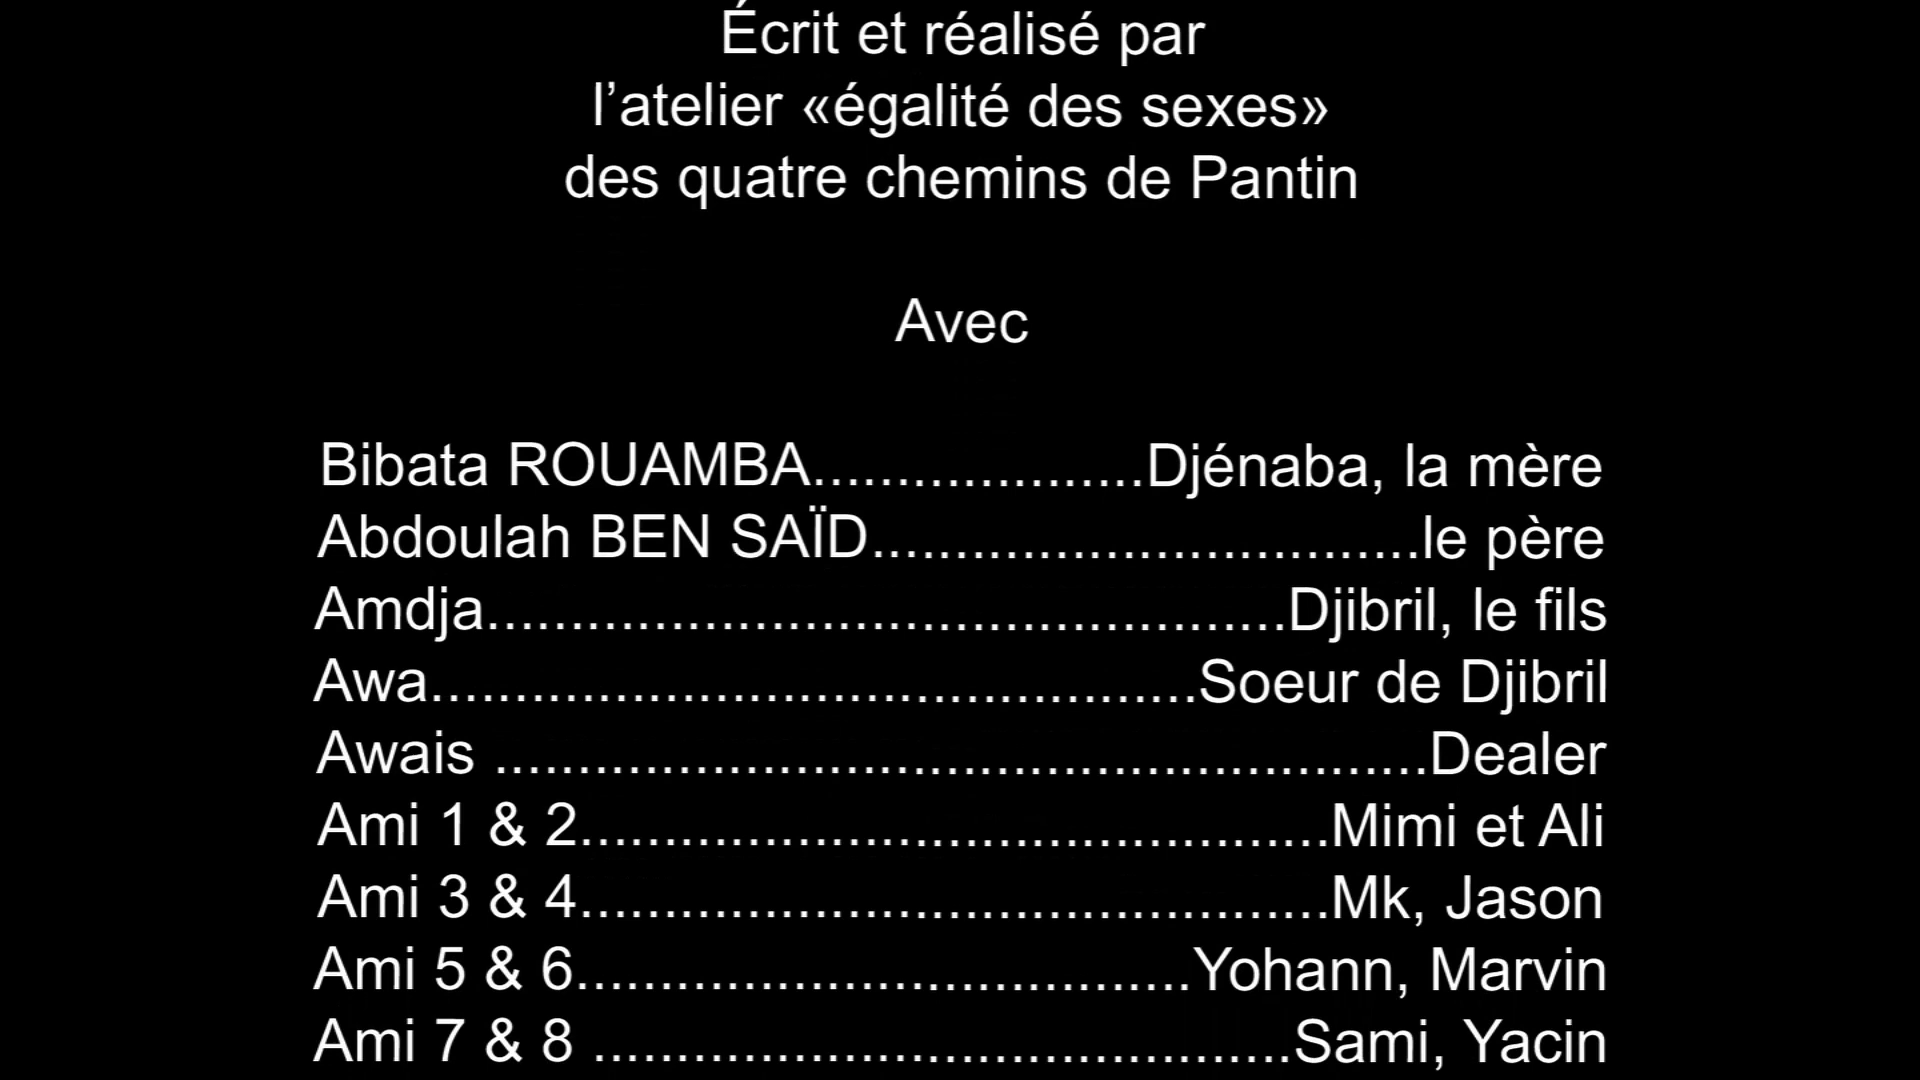 Écrit et réalisé par
l’atelier «égalité des sexes»
des quatre chemins de Pantin
Avec
Bibata ROUAMBA....................Djénaba, la mère
Abdoulah BEN SAÏD.................................le père
Amdja................................................Djibril, le fils
Awa..............................................Soeur de Djibril
Awais ........................................................Dealer
Ami 1 & 2.............................................Mimi et Ali
Ami 3 & 4.............................................Mk, Jason
Ami 5 & 6.....................................Yohann, Marvin
Ami 7 & 8 ..........................................Sami, Yacin